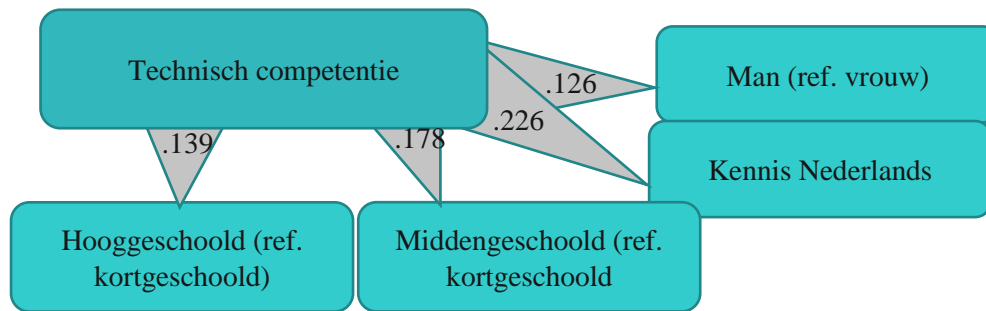 Technisch competentie
.126
Man (ref. vrouw)
.226
.139
.178
Kennis Nederlands
Hooggeschoold (ref.
kortgeschoold)
Middengeschoold (ref.
kortgeschoold